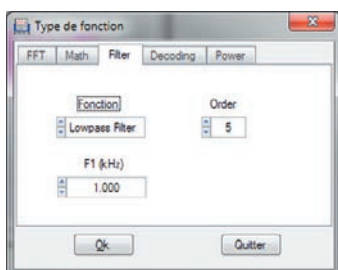 Type de fonction
FFT Math Filter Decoding Power
Fonction Order
Lowpass Filter 5
F1 (kHz)
1.000
Ok Quitter